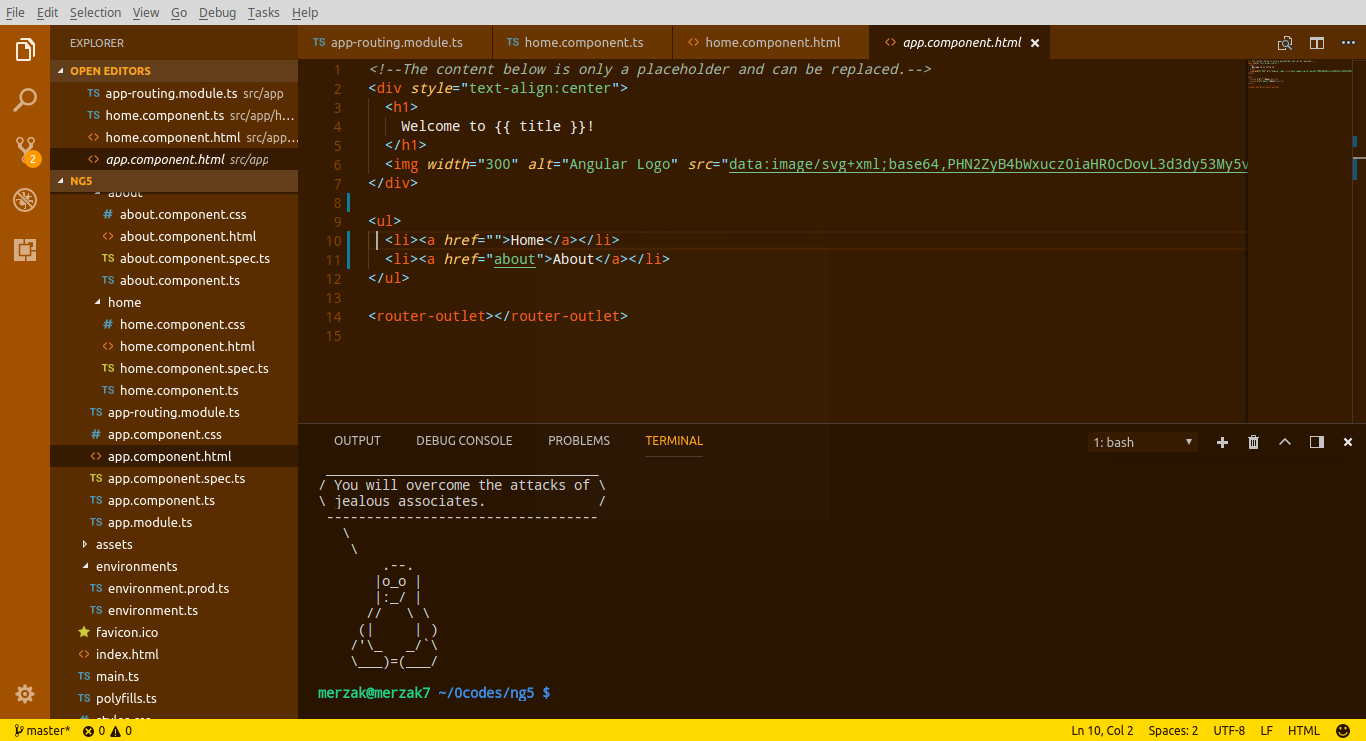 File Edit Selection View Go Debug Tasks Help
EXPLORER
OPEN EDITORS
TS app-routing.module.ts src/app
TS home.component.ts src/app/h...
<> home.component.html src/app...
<> app.component.html src/app
2
NG5
about
# about.component.css
<> about.component.html
TS about.component.spec.ts
TS about.component.ts
home
# home.component.css
<> home.component.html
TS home.component.spec.ts
TS home.component.ts
TS app-routing.module.ts
# app.component.css
<> app.component.html
TS app.component.spec.ts
TS app.component.ts
TS app.module.ts
assets
environments
TS environment.prod.ts
TS environment.ts
favicon.ico
<> index.html
TS main.ts
TS polyfills.ts
TS app-routing.module.ts TS home.component.ts <> home.component.html <> app.component.html ×
1 <!--The content below is only a placeholder and can be replaced.-->
2 <div style="text-align:center">
3 <h1>
4 Welcome to {{ title }}!
5 </h1>
6 <img width="300" alt="Angular Logo" src="data:image/svg+xml;base64,PHN2ZyB4bWxucz0iaHR0cDovL3d3dy53My5v
7 </div>
8
9 <ul>
10 <li><a href="">Home</a></li>
11 <li><a href="about">About</a></li>
12 </ul>
13
14 <router-outlet></router-outlet>
15
OUTPUT DEBUG CONSOLE PROBLEMS TERMINAL 1: bash
 __________________________________
/ You will overcome the attacks of \
\ jealous associates.              /
 ----------------------------------
   \
    \
        .--.
       |o_o |
       |:_/ |
      //   \ \
     (|     | )
    /'\_   _/`\
    \___)=(___/
merzak@merzak7 ~/0codes/ng5 $
master* 0 0 Ln 10, Col 2 Spaces: 2 UTF-8 LF HTML